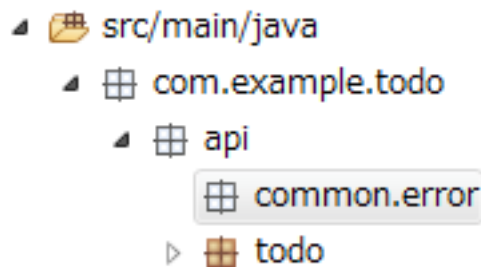 src/main/java
com.example.todo
api
common.error
todo